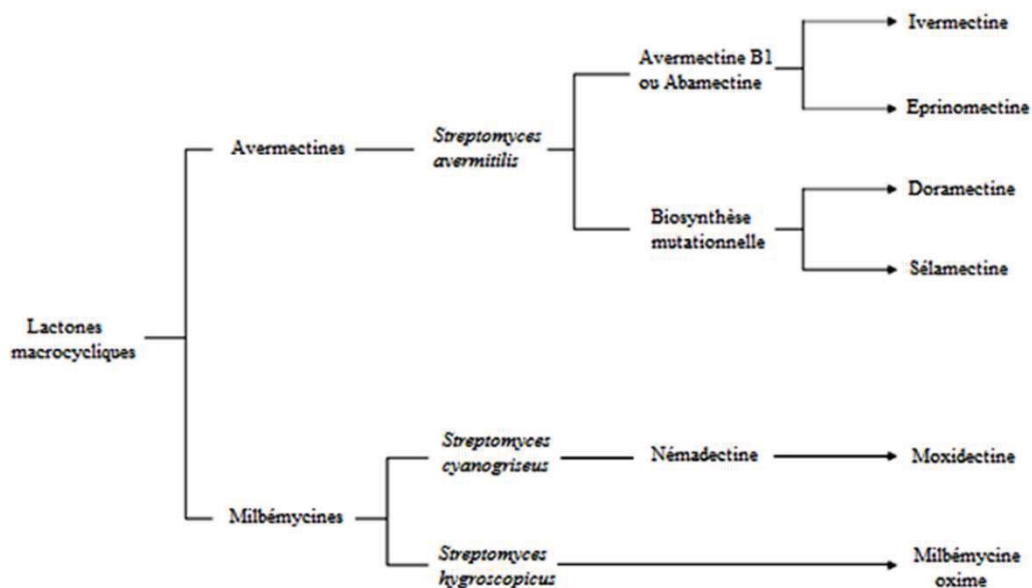 Ivermectine
Avermectine B1
ou Abamectine
Eprinomectine
Streptomyces
avermitilis
Avermectines
Doramectine
Biosynthèse
mutationnelle
Sélamectine
Lactones
macrocycliques
Streptomyces
cyanogriseus
Némadectine
Moxidectine
Milbémycines
Streptomyces
hygroscopicus
Milbémycine
oxime